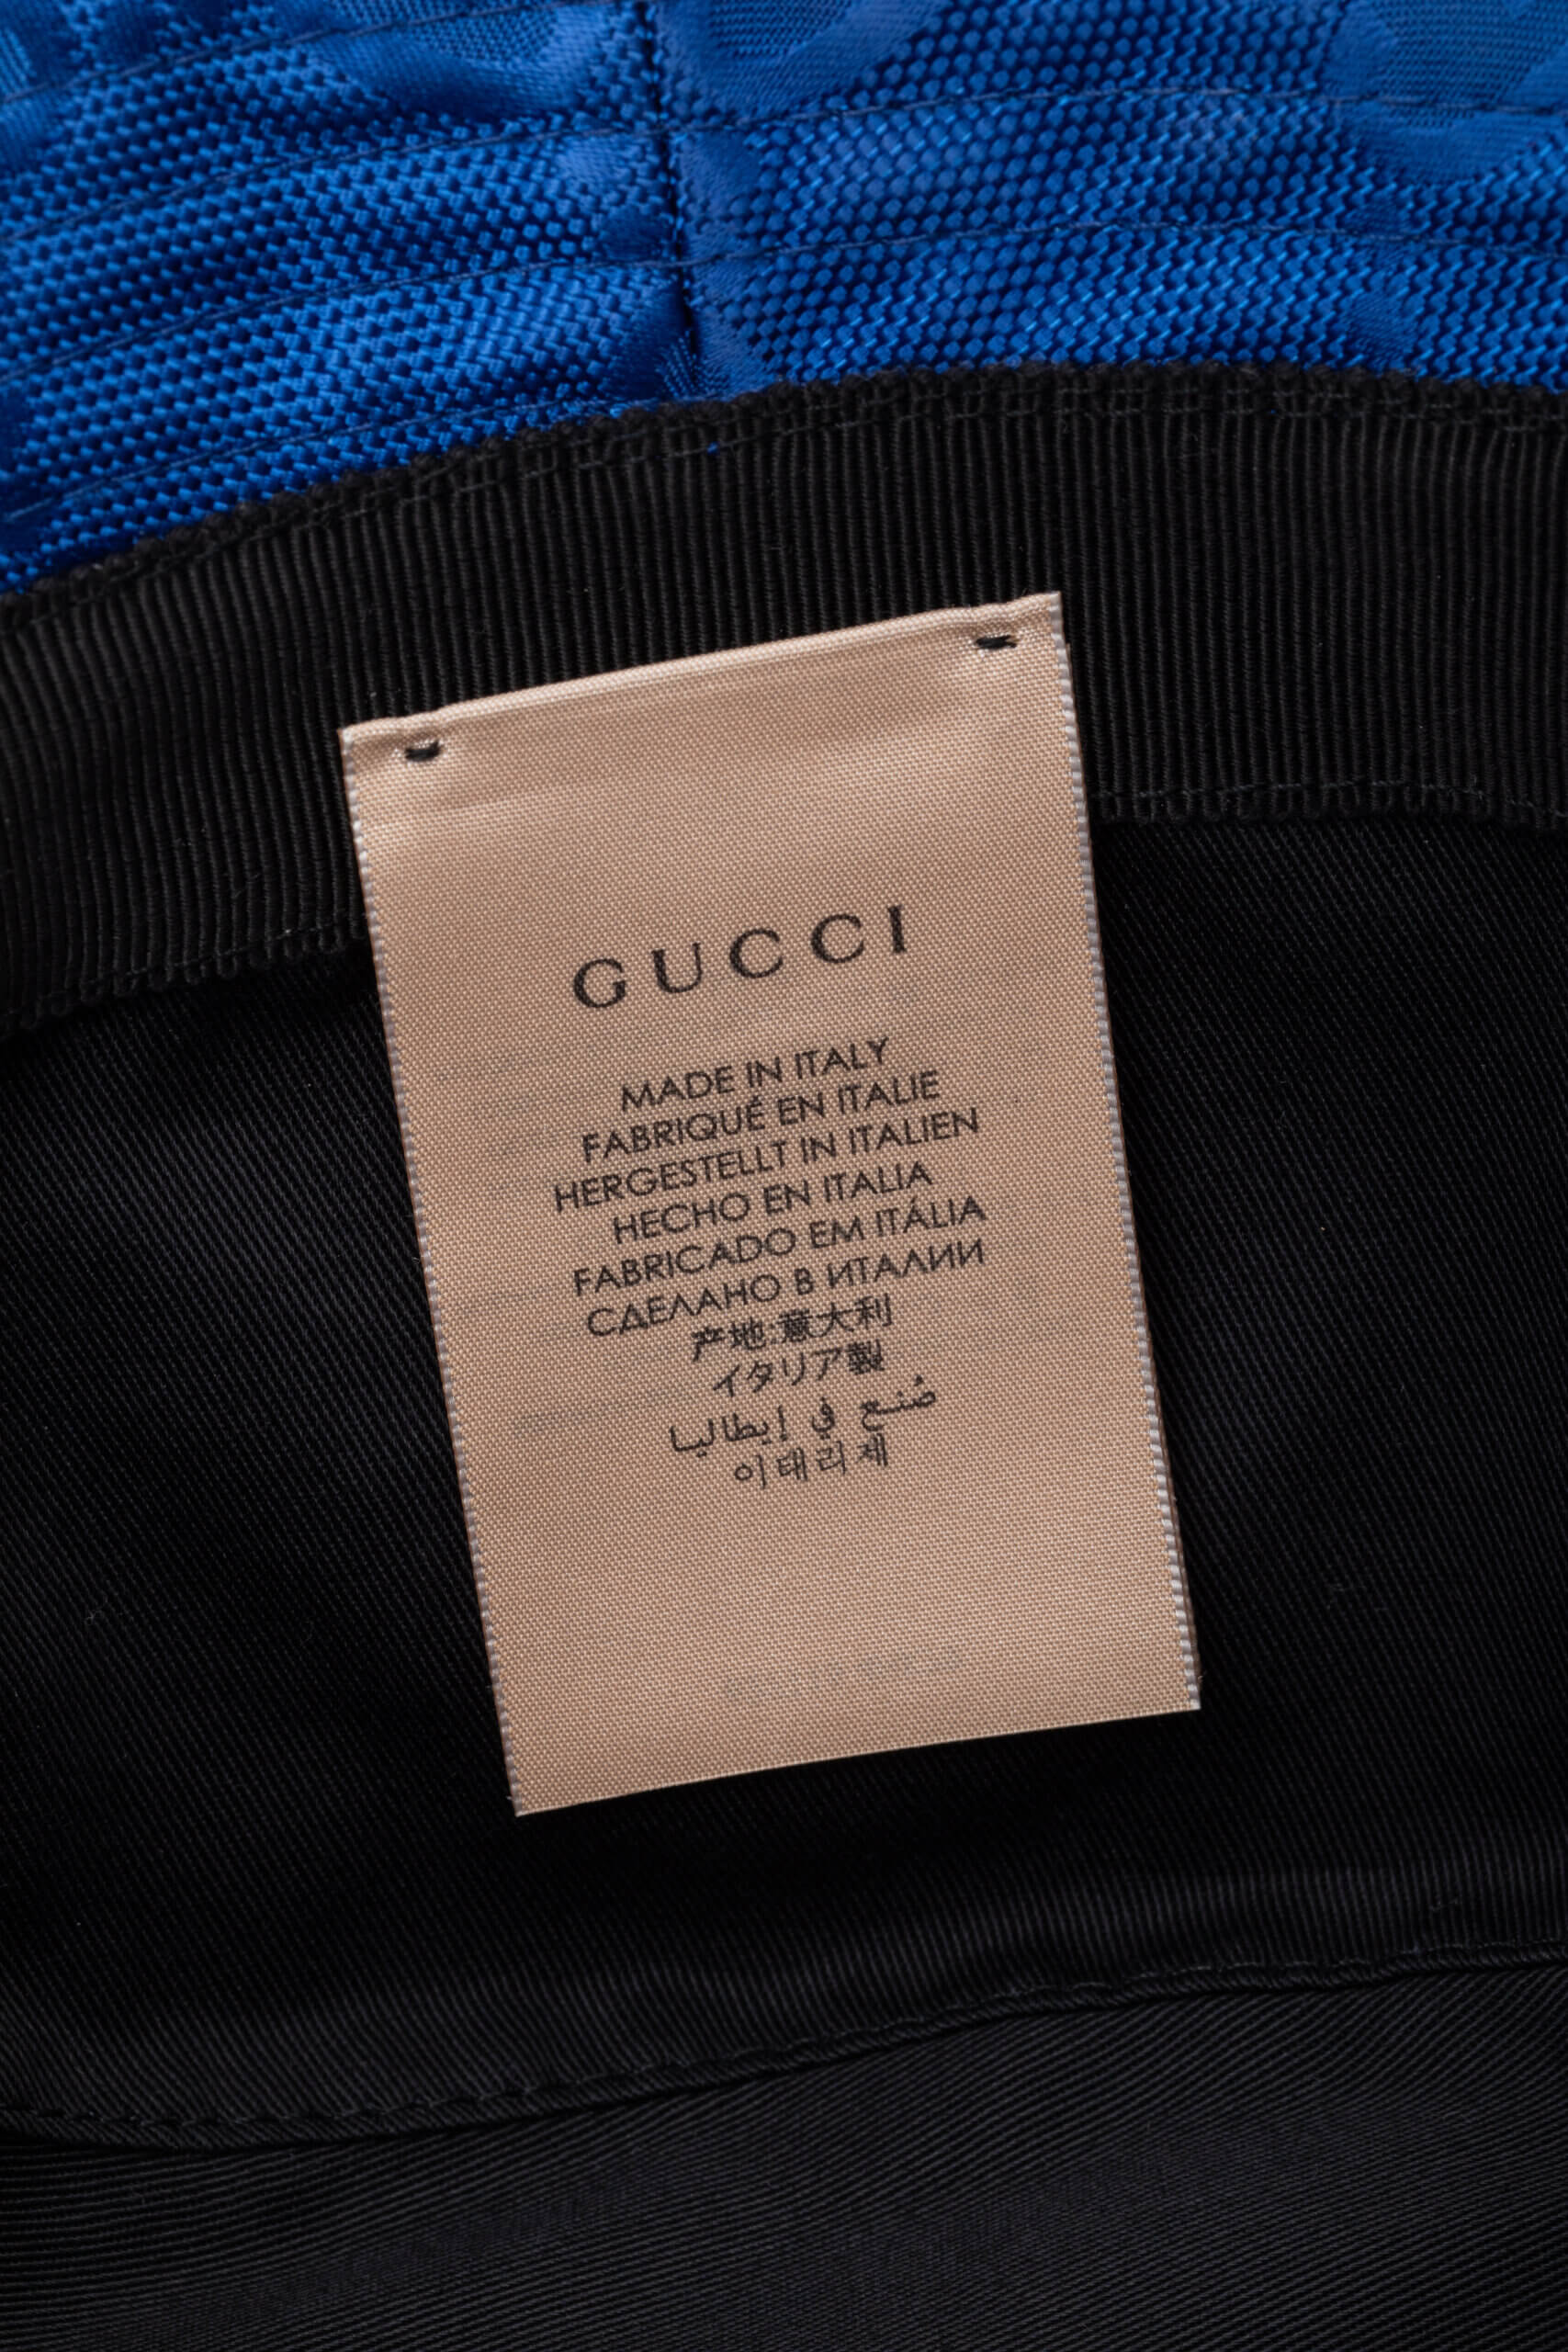 GUCCI
MADE IN ITALY
FABRIQUÉ EN ITALIE
HERGESTELLT IN ITALIEN
HECHO EN ITALIA
FABRICADO EM ITÁLIA
СДЕЛАНО В ИТАЛИИ
产地:意大利
イタリア製
صُنع في إيطاليا
이태리제